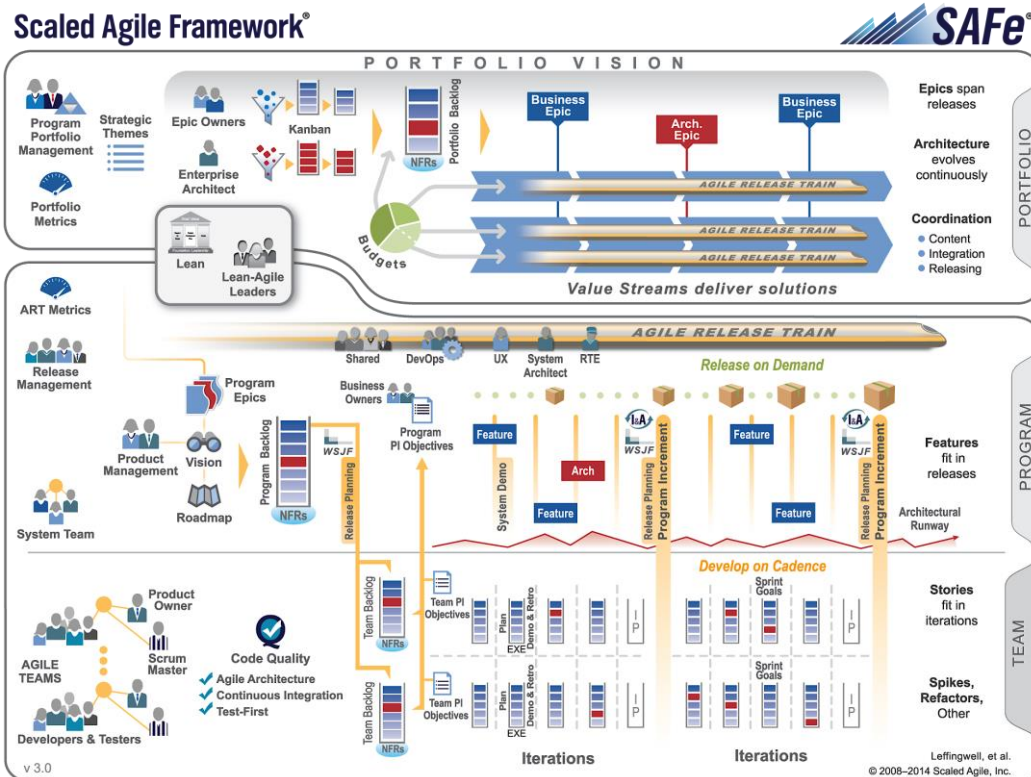 Scaled Agile Framework®
SAFe®
PORTFOLIO VISION
Program
Portfolio
Management
Strategic
Themes
Portfolio
Metrics
Epic Owners
Enterprise
Architect
Kanban
Portfolio Backlog
NFRs
Business
Epic
Arch.
Epic
Business
Epic
AGILE RELEASE TRAIN
AGILE RELEASE TRAIN
AGILE RELEASE TRAIN
Budgets
Value Streams deliver solutions
Epics span
releases
Architecture
evolves
continuously
Coordination
Content
Integration
Releasing
PORTFOLIO
Lean
Lean-Agile
Leaders
ART Metrics
Release
Management
Program
Epics
Product
Management
Vision
Roadmap
System Team
Program Backlog
NFRs
WSJF
Release Planning
AGILE RELEASE TRAIN
Shared
DevOps
UX
System
Architect
RTE
Business
Owners
Program
PI Objectives
Release on Demand
Feature
System Demo
Arch
Feature
I&A
WSJF
Release Planning
Program Increment
Feature
Feature
I&A
WSJF
Release Planning
Program Increment
Architectural
Runway
Features
fit in
releases
PROGRAM
Develop on Cadence
AGILE
TEAMS
Product
Owner
Scrum
Master
Developers & Testers
Code Quality
Agile Architecture
Continuous Integration
Test-First
Team Backlog
NFRs
Team PI
Objectives
Plan
EXE
Demo & Retro
I P
Sprint
Goals
I P
Team Backlog
NFRs
Team PI
Objectives
Plan
EXE
Demo & Retro
I P
Sprint
Goals
I P
Iterations
Iterations
Stories
fit in
iterations
Spikes,
Refactors,
Other
TEAM
v 3.0
Leffingwell, et al.
© 2008–2014 Scaled Agile, Inc.